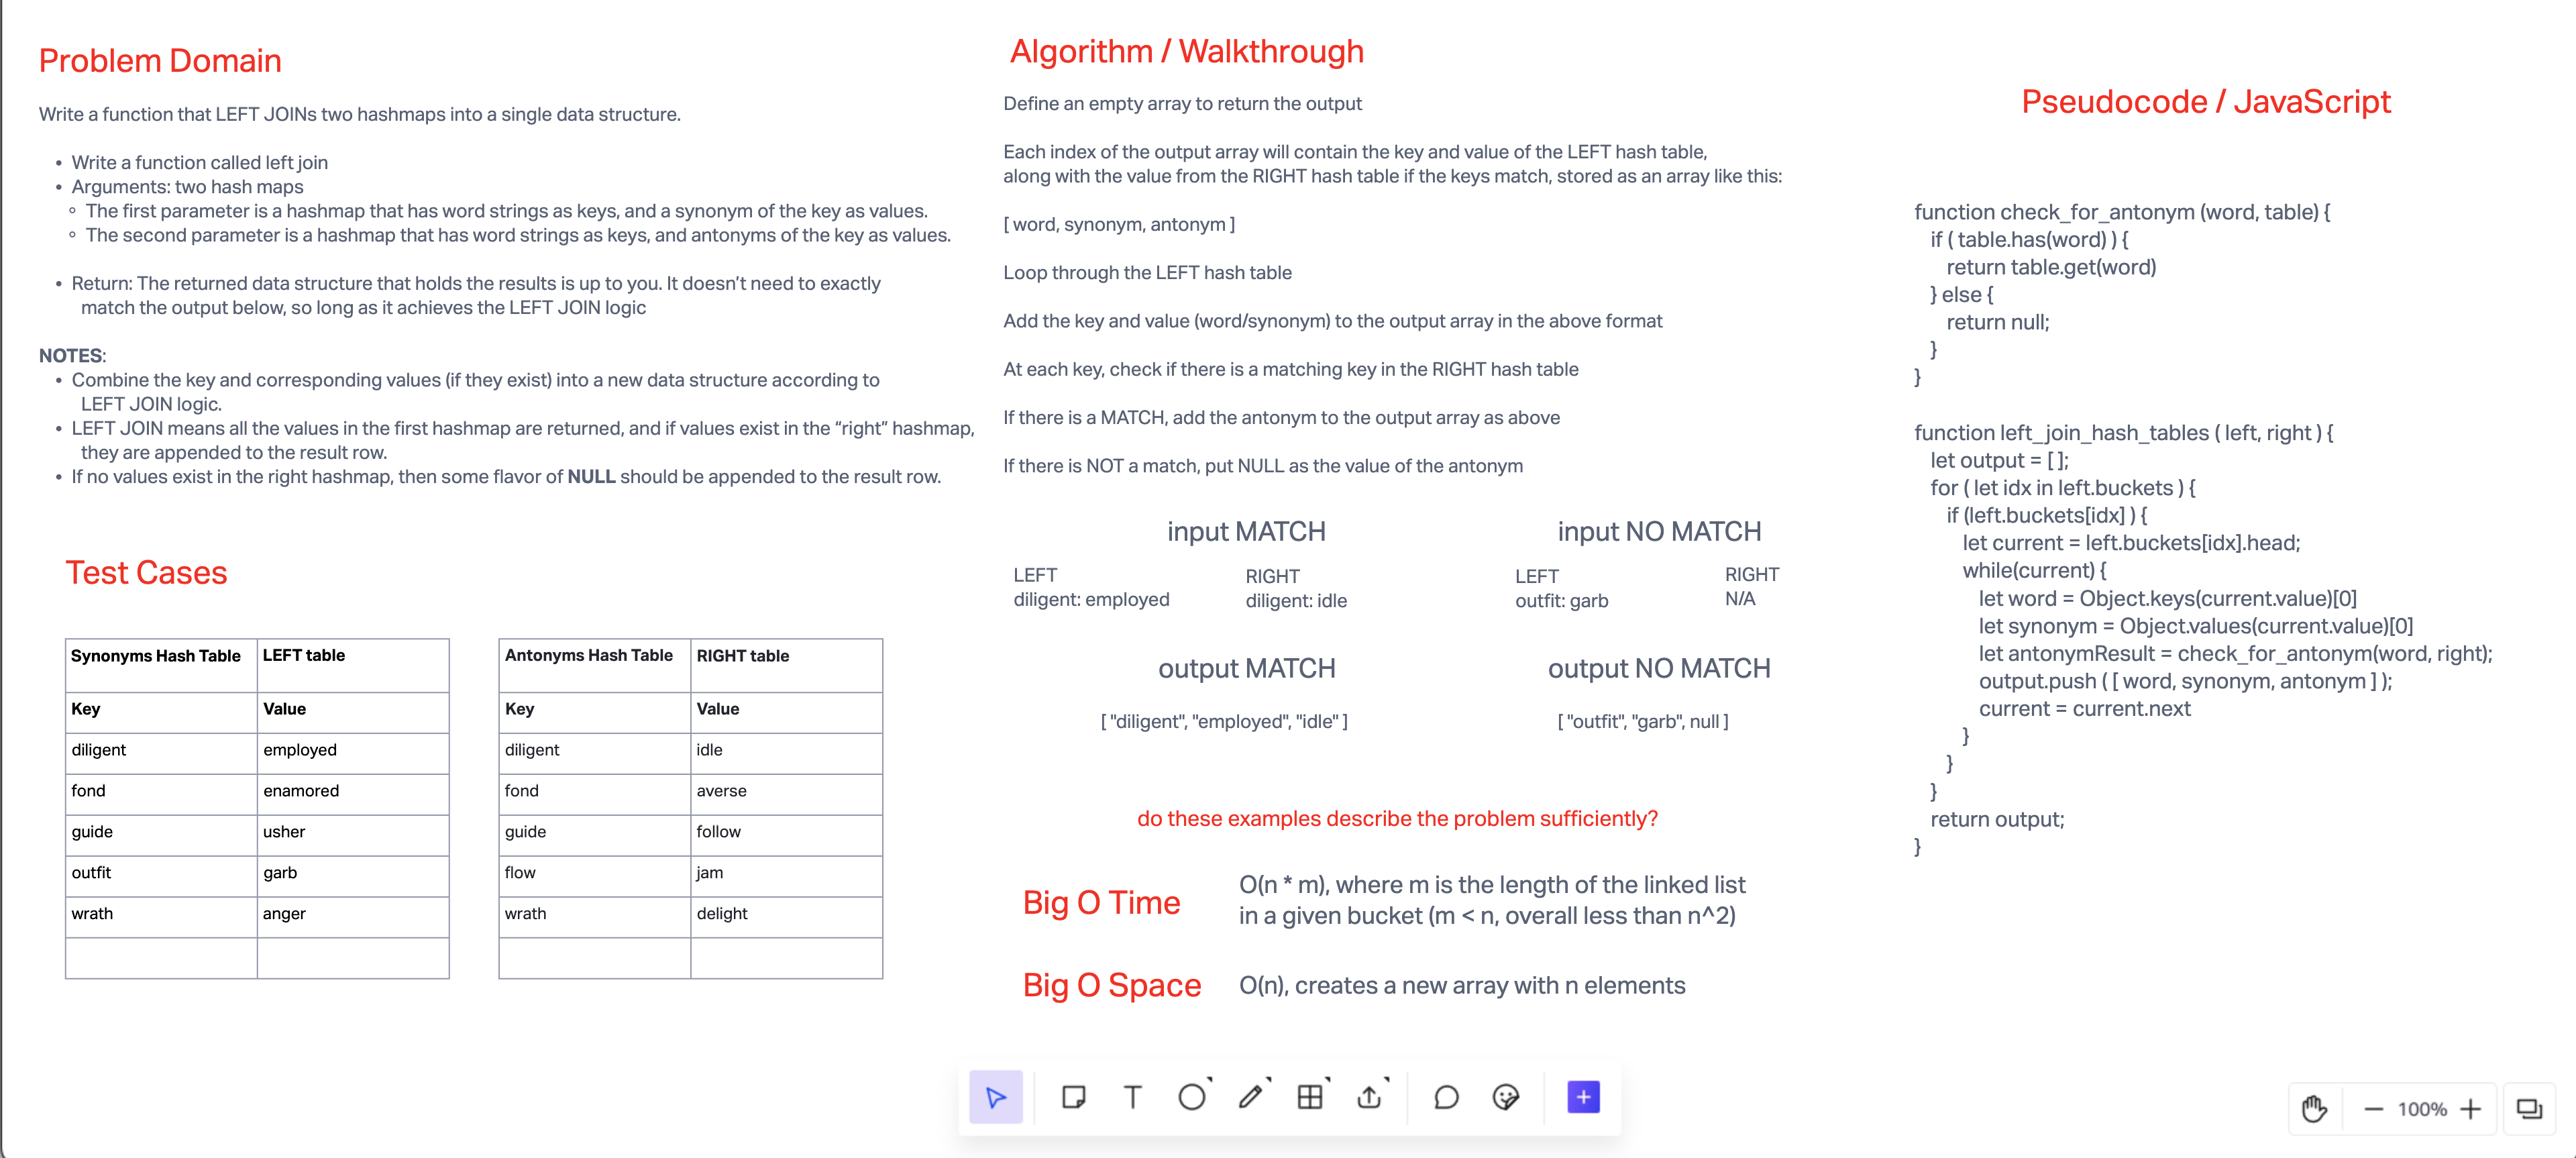 Problem Domain
Write a function that LEFT JOINs two hashmaps into a single data structure.
• Write a function called left join
• Arguments: two hash maps
◦ The first parameter is a hashmap that has word strings as keys, and a synonym of the key as values.
◦ The second parameter is a hashmap that has word strings as keys, and antonyms of the key as values.
• Return: The returned data structure that holds the results is up to you. It doesn’t need to exactly
match the output below, so long as it achieves the LEFT JOIN logic
NOTES:
• Combine the key and corresponding values (if they exist) into a new data structure according to
LEFT JOIN logic.
• LEFT JOIN means all the values in the first hashmap are returned, and if values exist in the “right” hashmap,
they are appended to the result row.
• If no values exist in the right hashmap, then some flavor of NULL should be appended to the result row.
Test Cases
Synonyms Hash Table LEFT table
Key Value
diligent employed
fond enamored
guide usher
outfit garb
wrath anger
Antonyms Hash Table RIGHT table
Key Value
diligent idle
fond averse
guide follow
flow jam
wrath delight
Algorithm / Walkthrough
Define an empty array to return the output
Each index of the output array will contain the key and value of the LEFT hash table,
along with the value from the RIGHT hash table if the keys match, stored as an array like this:
[ word, synonym, antonym ]
Loop through the LEFT hash table
Add the key and value (word/synonym) to the output array in the above format
At each key, check if there is a matching key in the RIGHT hash table
If there is a MATCH, add the antonym to the output array as above
If there is NOT a match, put NULL as the value of the antonym
input MATCH
LEFT
diligent: employed
RIGHT
diligent: idle
input NO MATCH
LEFT
outfit: garb
RIGHT
N/A
output MATCH
[ "diligent", "employed", "idle" ]
output NO MATCH
[ "outfit", "garb", null ]
do these examples describe the problem sufficiently?
Big O Time
O(n * m), where m is the length of the linked list
in a given bucket (m < n, overall less than n^2)
Big O Space
O(n), creates a new array with n elements
Pseudocode / JavaScript
function check_for_antonym (word, table) {
if ( table.has(word) ) {
return table.get(word)
} else {
return null;
}
}
function left_join_hash_tables ( left, right ) {
let output = [ ];
for ( let idx in left.buckets ) {
if (left.buckets[idx] ) {
let current = left.buckets[idx].head;
while(current) {
let word = Object.keys(current.value)[0]
let synonym = Object.values(current.value)[0]
let antonymResult = check_for_antonym(word, right);
output.push ( [ word, synonym, antonym ] );
current = current.next
}
}
}
return output;
}
T
100%